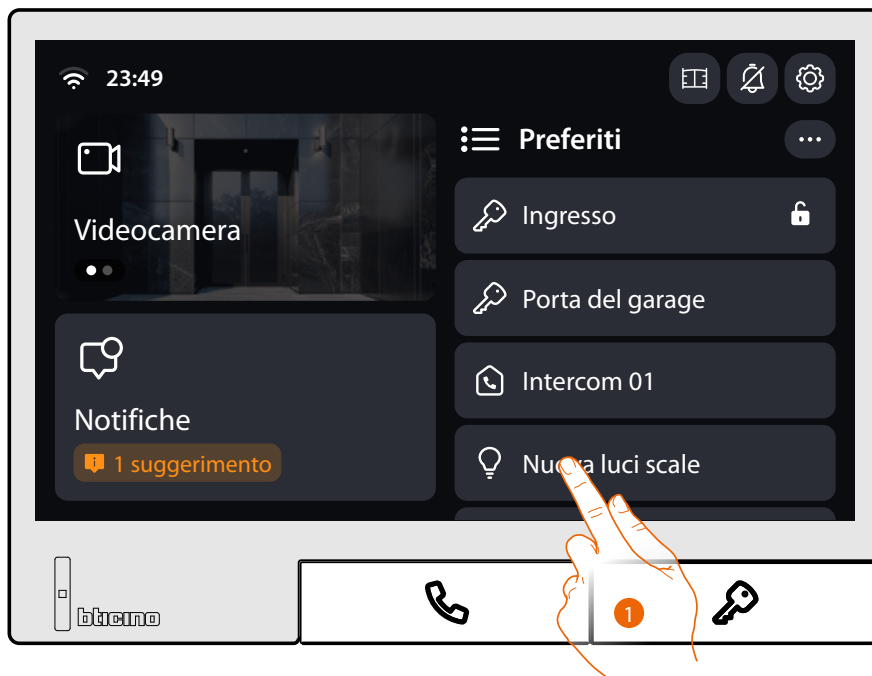 23:49
Videocamera
Notifiche
1 suggerimento
Preferiti
Ingresso
Porta del garage
Intercom 01
Nuova luci scale
1
bticino